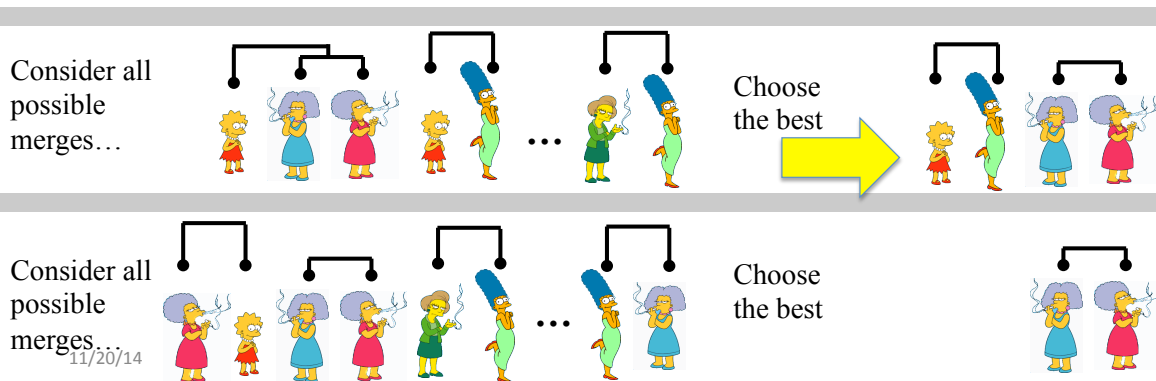 Consider all
possible
merges…
...
Choose
the best
Consider all
possible
merges…
11/20/14
...
Choose
the best